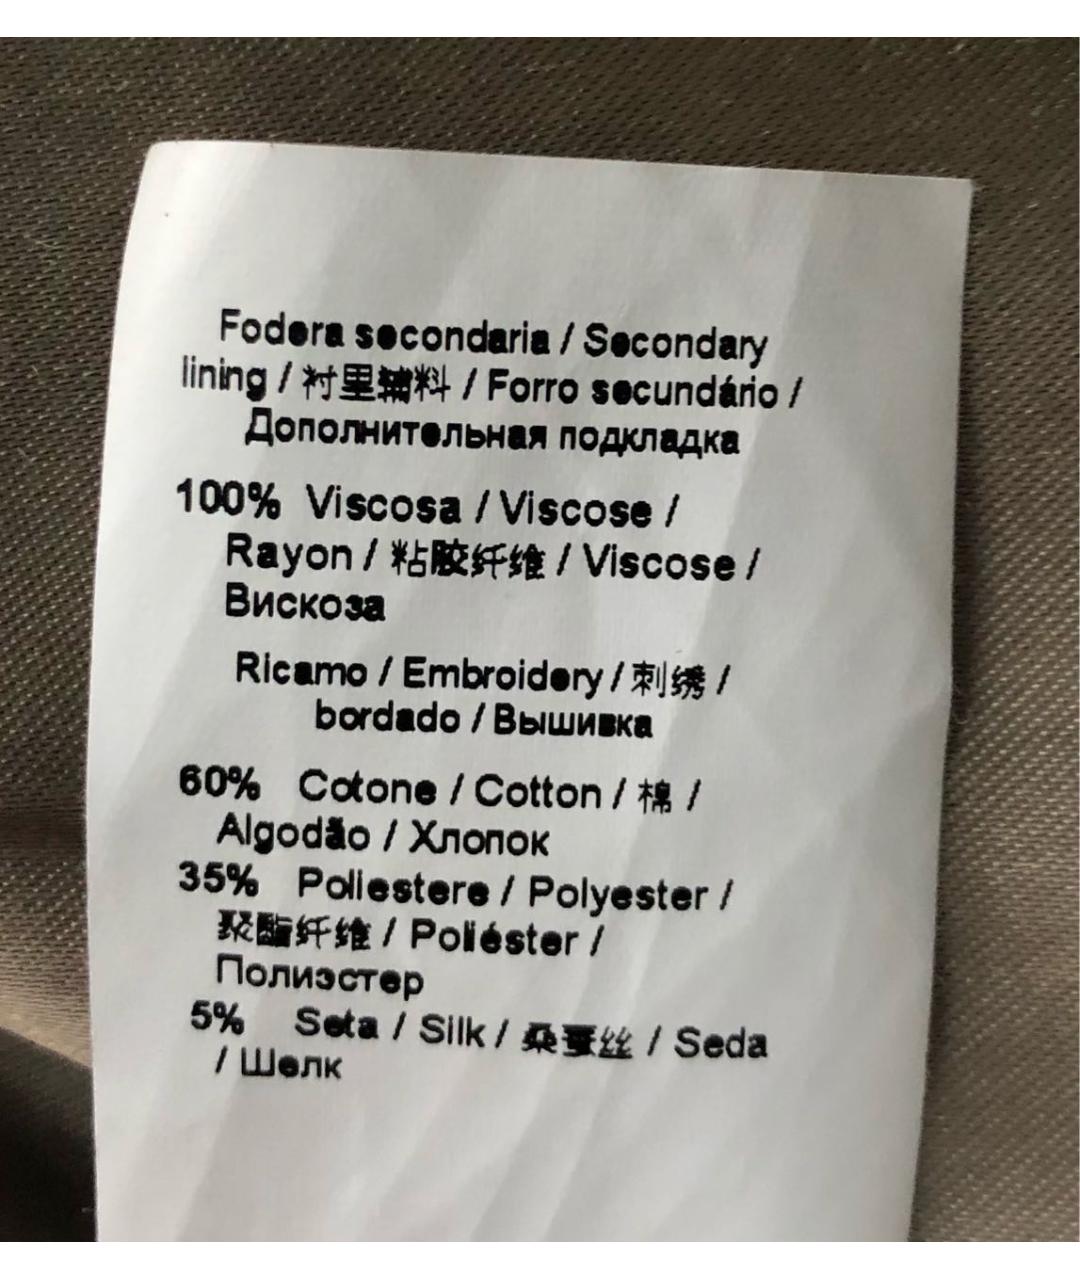 Fodera secondaria / Secondary
lining / 衬里辅料 / Forro secundário /
Дополнительная подкладка
100% Viscosa / Viscose /
Rayon / 粘胶纤维 / Viscose /
Вискоза
Ricamo / Embroidery / 刺绣 /
bordado / Вышивка
60% Cotone / Cotton / 棉 /
Algodão / Хлопок
35% Poliestere / Polyester /
聚酯纤维 / Poliéster /
Полиэстер
5% Seta / Silk / 桑蚕丝 / Seda
/ Шелк